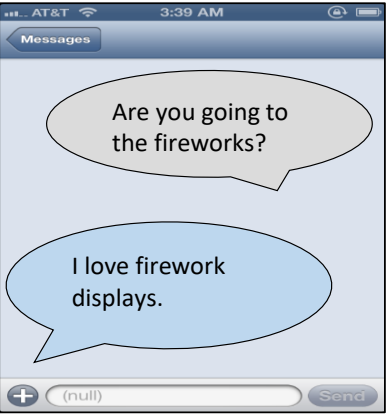 AT&T 3:39 AM
Messages
Are you going to
the fireworks?
I love firework
displays.
(null) Send